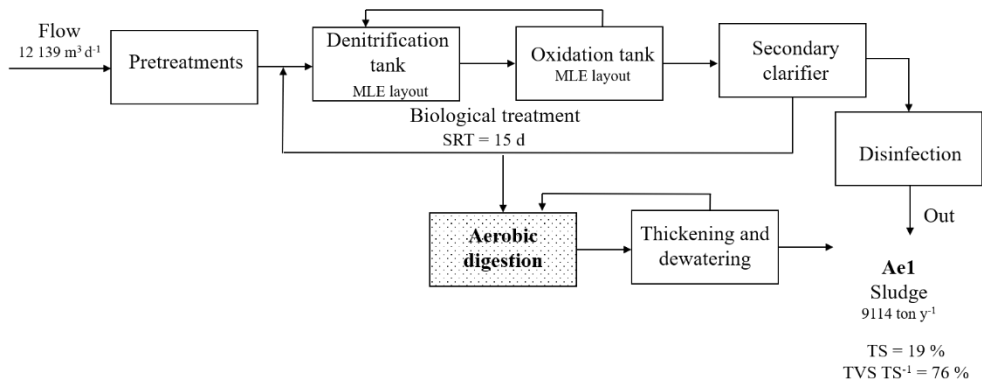 Flow
12 139 m³ d⁻¹
Pretreatments
Denitrification
tank
MLE layout
Oxidation tank
MLE layout
Secondary
clarifier
Biological treatment
SRT = 15 d
Disinfection
Out
Aerobic
digestion
Thickening and
dewatering
Ae1
Sludge
9114 ton y⁻¹
TS = 19 %
TVS TS⁻¹ = 76 %